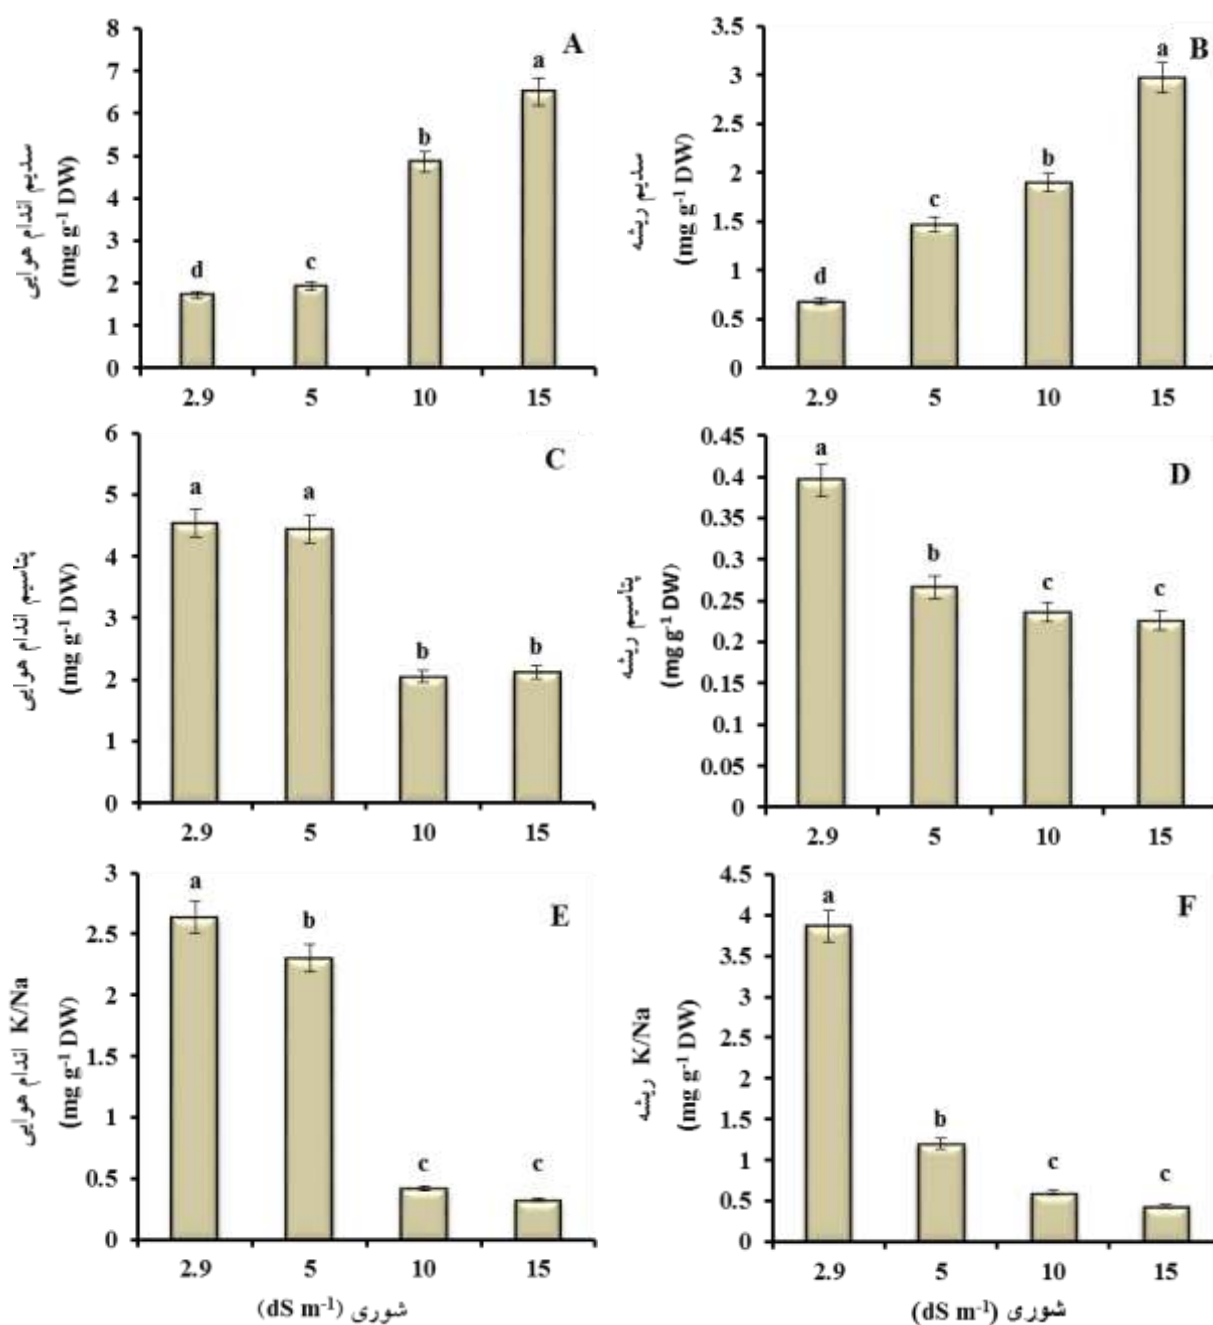 A
سدیم اندام هوایی
(mg g⁻¹ DW)
8
7
6
5
4
3
2
1
0
d
c
b
a
2.9 5 10 15
B
سدیم ریشه
(mg g⁻¹ DW)
3.5
3
2.5
2
1.5
1
0.5
0
d
c
b
a
2.9 5 10 15
C
پتاسیم اندام هوایی
(mg g⁻¹ DW)
6
5
4
3
2
1
0
a
a
b
b
2.9 5 10 15
D
پتاسیم ریشه
(mg g⁻¹ DW)
0.45
0.4
0.35
0.3
0.25
0.2
0.15
0.1
0.05
0
a
b
c
c
2.9 5 10 15
E
K/Na اندام هوایی
(mg g⁻¹ DW)
3
2.5
2
1.5
1
0.5
0
a
b
c
c
2.9 5 10 15
شوری (dS m⁻¹)
F
K/Na ریشه
(mg g⁻¹ DW)
4.5
4
3.5
3
2.5
2
1.5
1
0.5
0
a
b
c
c
2.9 5 10 15
شوری (dS m⁻¹)